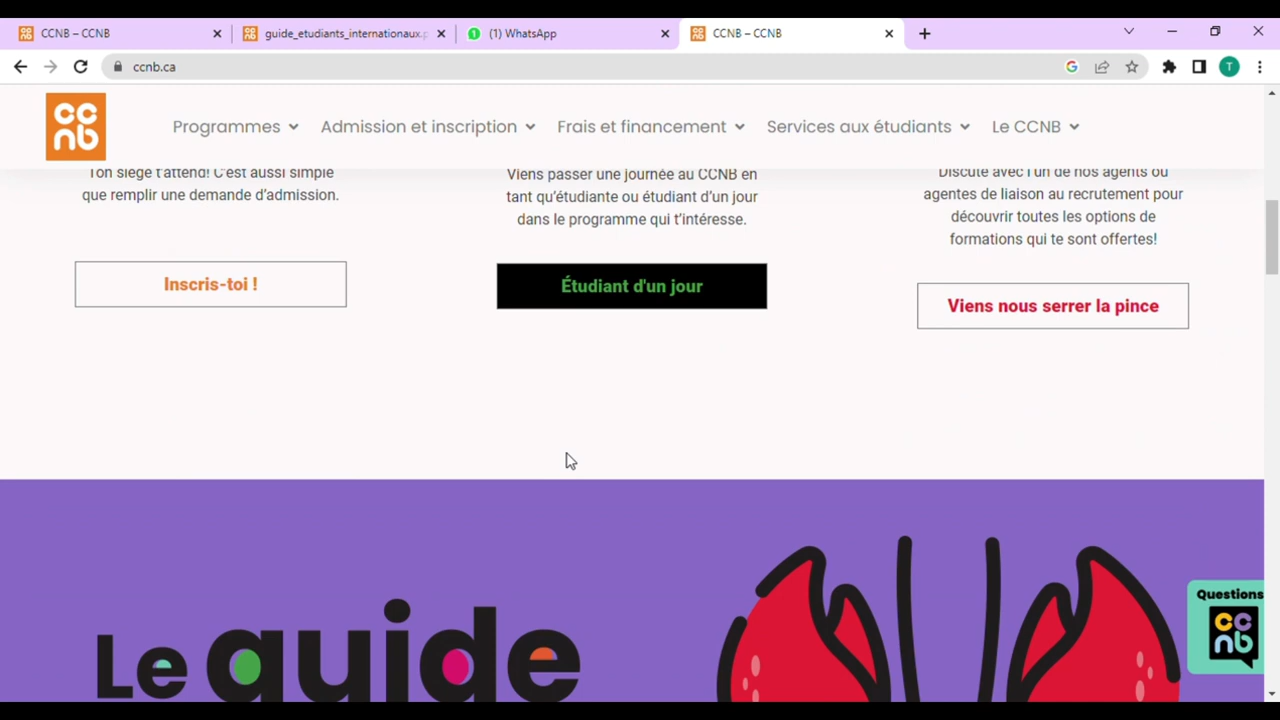 CCNB – CCNB
guide_etudiants_internationaux.p
(1) WhatsApp
CCNB – CCNB
ccnb.ca
T
cc
nb
Programmes
Admission et inscription
Frais et financement
Services aux étudiants
Le CCNB
Ton siège t'attend! C'est aussi simple
que remplir une demande d'admission.
Inscris-toi !
Viens passer une journée au CCNB en
tant qu'étudiante ou étudiant d'un jour
dans le programme qui t'intéresse.
Étudiant d'un jour
Discute avec l'un de nos agents ou
agentes de liaison au recrutement pour
découvrir toutes les options de
formations qui te sont offertes!
Viens nous serrer la pince
Le guide
Questions
cc
nb